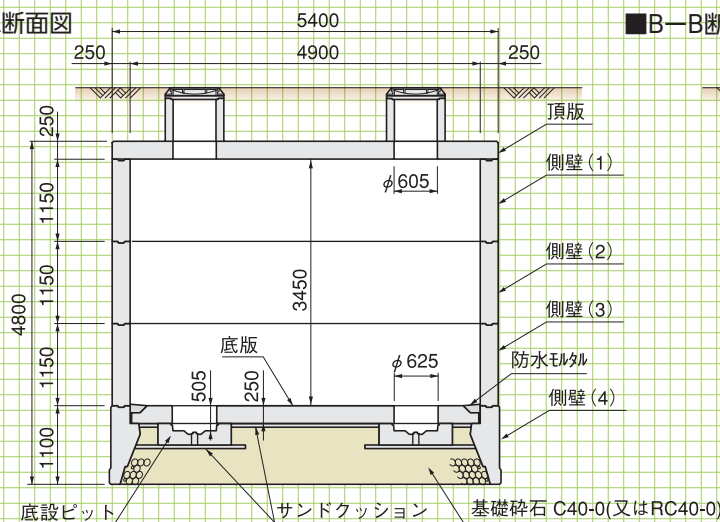 断面図
■B—B断
5400
250
4900
250
頂版
側壁(1)
側壁(2)
側壁(3)
防水モルタル
側壁(4)
250
1150
1150
1150
1100
4800
φ605
3450
底版
505
250
φ625
底設ピット
サンドクッション
基礎砕石 C40-0(又はRC40-0)